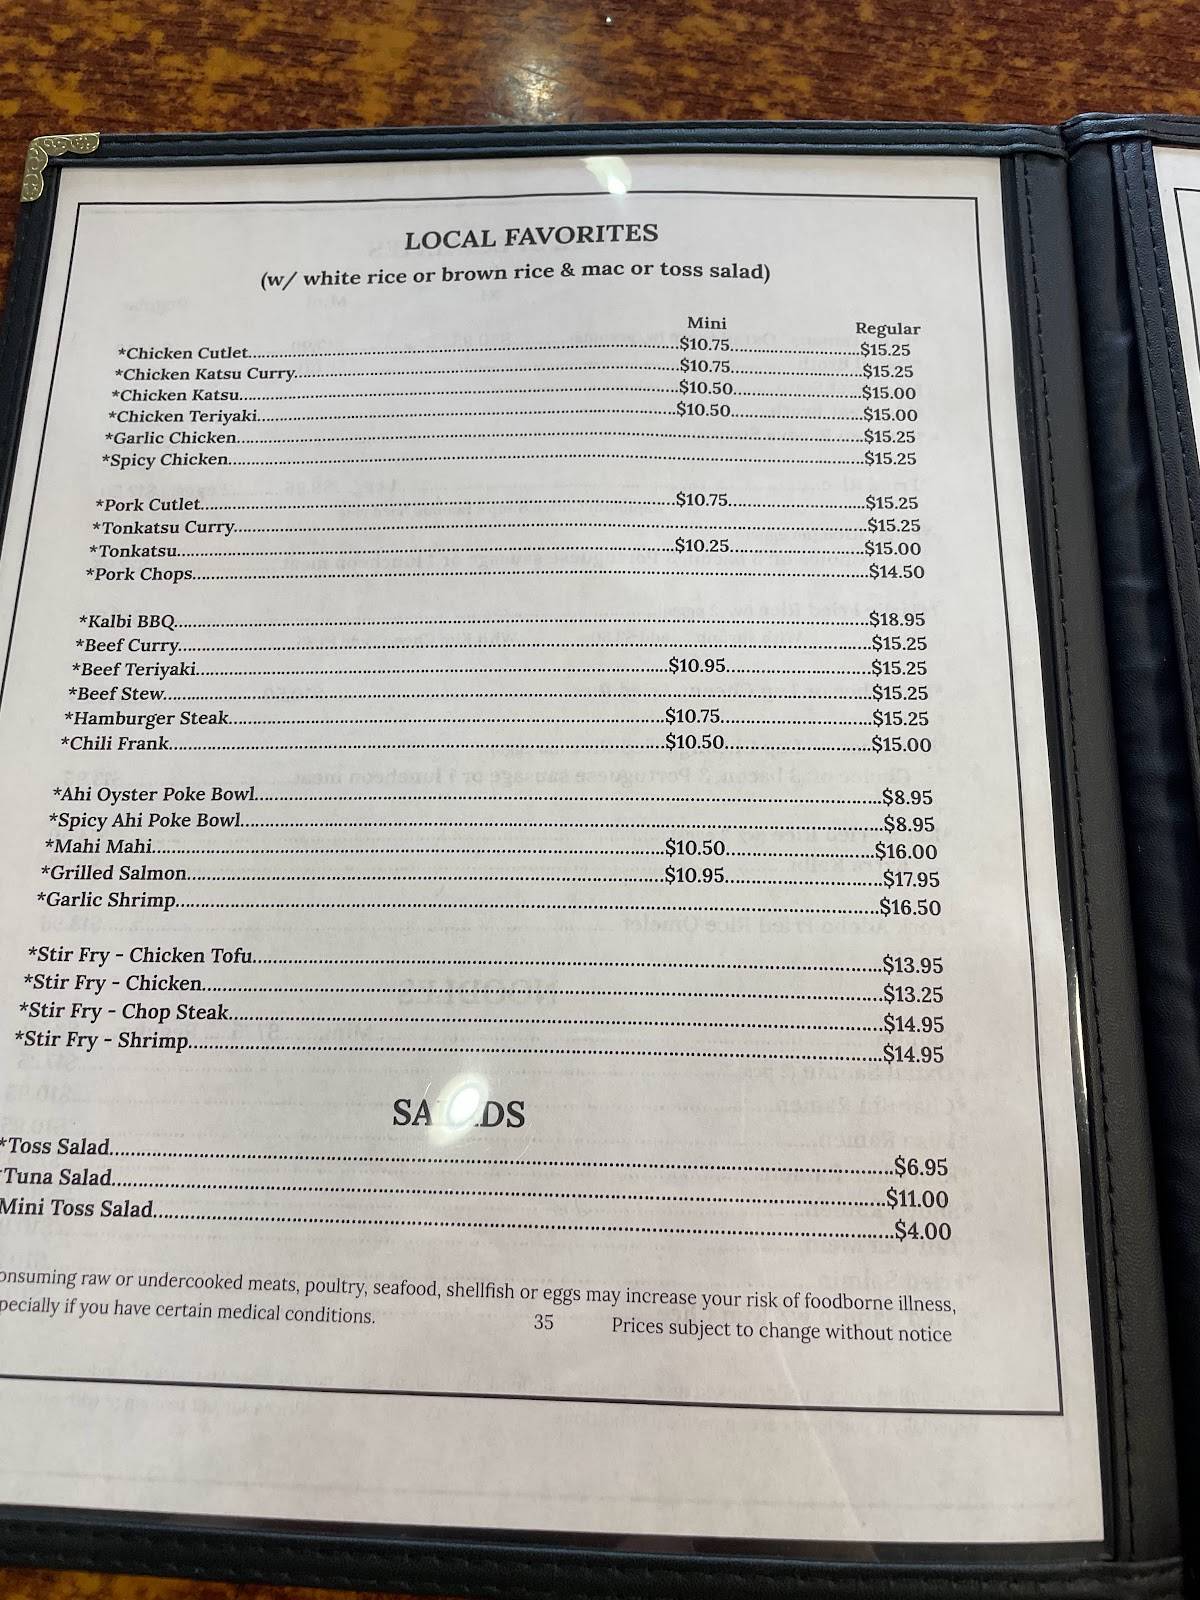 LOCAL FAVORITES
(w/ white rice or brown rice & mac or toss salad)
Mini Regular
*Chicken Cutlet $10.75 $15.25
*Chicken Katsu Curry $10.75 $15.25
*Chicken Katsu $10.50 $15.00
*Chicken Teriyaki $10.50 $15.00
*Garlic Chicken $15.25
*Spicy Chicken $15.25
*Pork Cutlet $10.75 $15.25
*Tonkatsu Curry $15.25
*Tonkatsu $10.25 $15.00
*Pork Chops $14.50
*Kalbi BBQ $18.95
*Beef Curry $15.25
*Beef Teriyaki $10.95 $15.25
*Beef Stew $15.25
*Hamburger Steak $10.75 $15.25
*Chili Frank $10.50 $15.00
*Ahi Oyster Poke Bowl $8.95
*Spicy Ahi Poke Bowl $8.95
*Mahi Mahi $10.50 $16.00
*Grilled Salmon $10.95 $17.95
*Garlic Shrimp $16.50
*Stir Fry - Chicken Tofu $13.95
*Stir Fry - Chicken $13.25
*Stir Fry - Chop Steak $14.95
*Stir Fry - Shrimp $14.95
SALADS
*Toss Salad $6.95
*Tuna Salad $11.00
Mini Toss Salad $4.00
onsuming raw or undercooked meats, poultry, seafood, shellfish or eggs may increase your risk of foodborne illness,
pecially if you have certain medical conditions. 35 Prices subject to change without notice